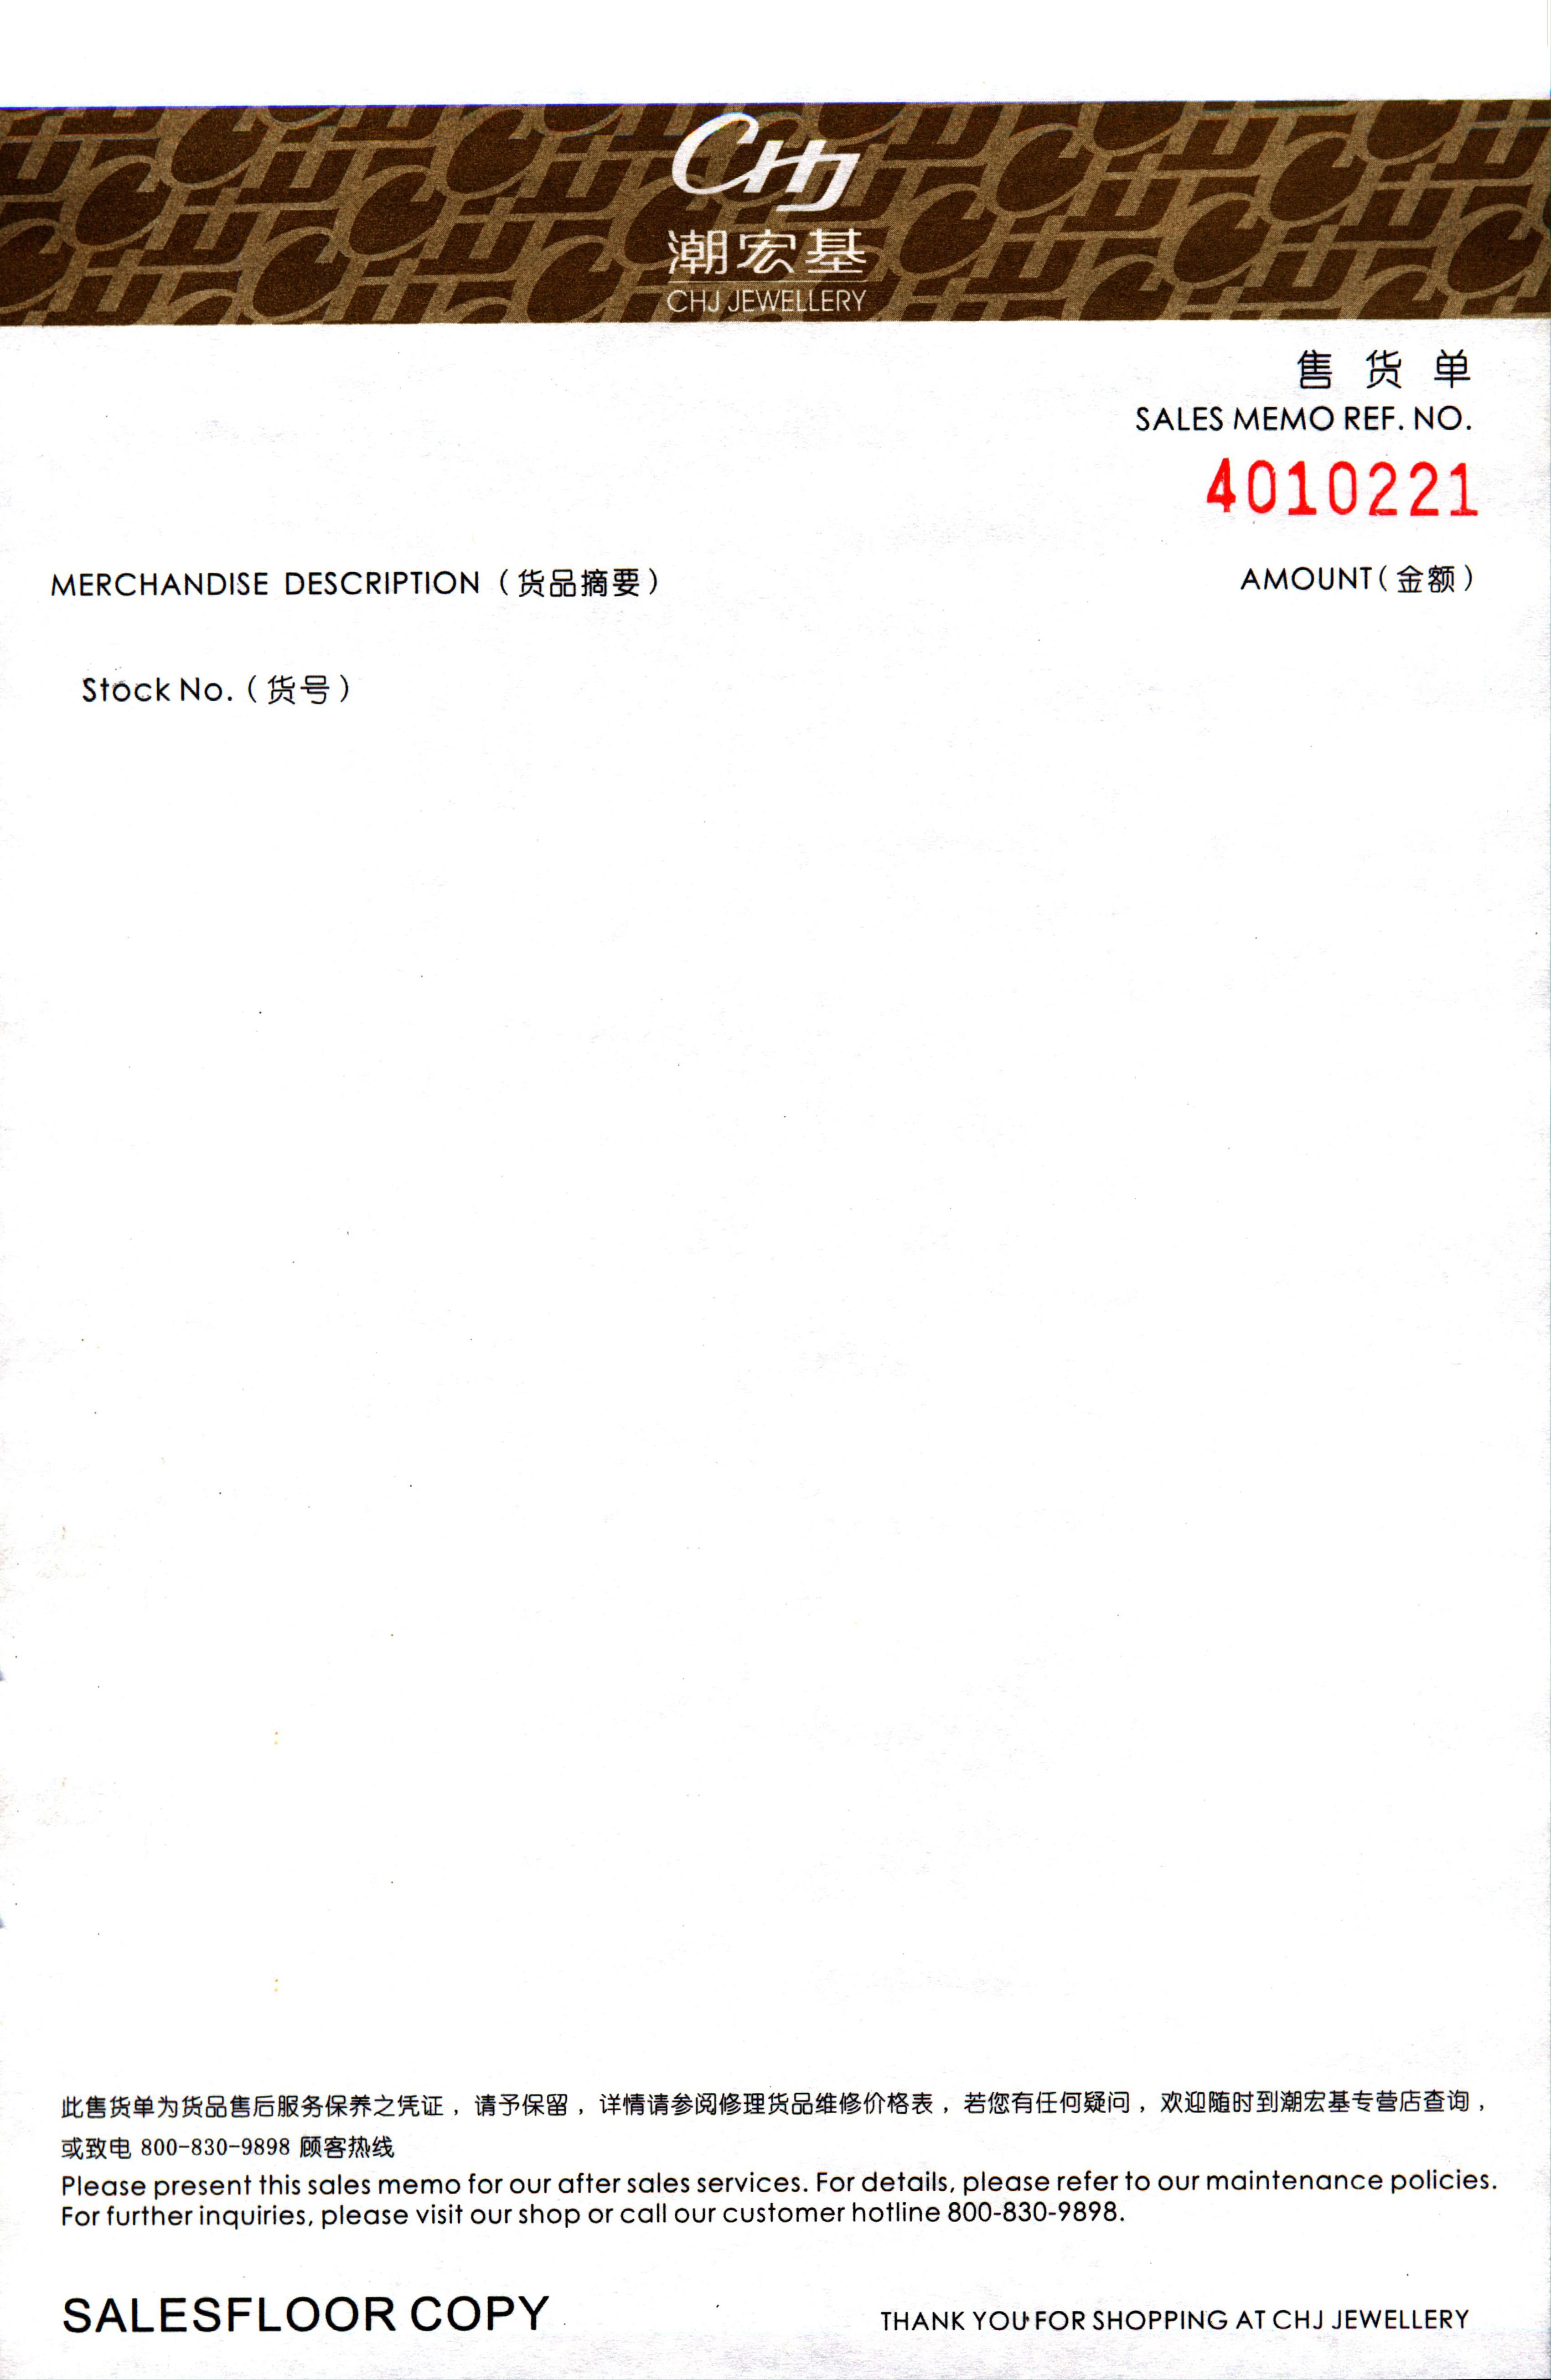 CHJ
潮宏基
CHJ JEWELLERY
售货单
SALES MEMO REF. NO.
4010221
MERCHANDISE DESCRIPTION（货品摘要） AMOUNT（金额）
Stock No.（货号）
此售货单为货品售后服务保养之凭证，请予保留，详情请参阅修理货品维修价格表，若您有任何疑问，欢迎随时到潮宏基专营店查询，
或致电 800-830-9898 顾客热线
Please present this sales memo for our after sales services. For details, please refer to our maintenance policies.
For further inquiries, please visit our shop or call our customer hotline 800-830-9898.
SALESFLOOR COPY THANK YOU FOR SHOPPING AT CHJ JEWELLERY